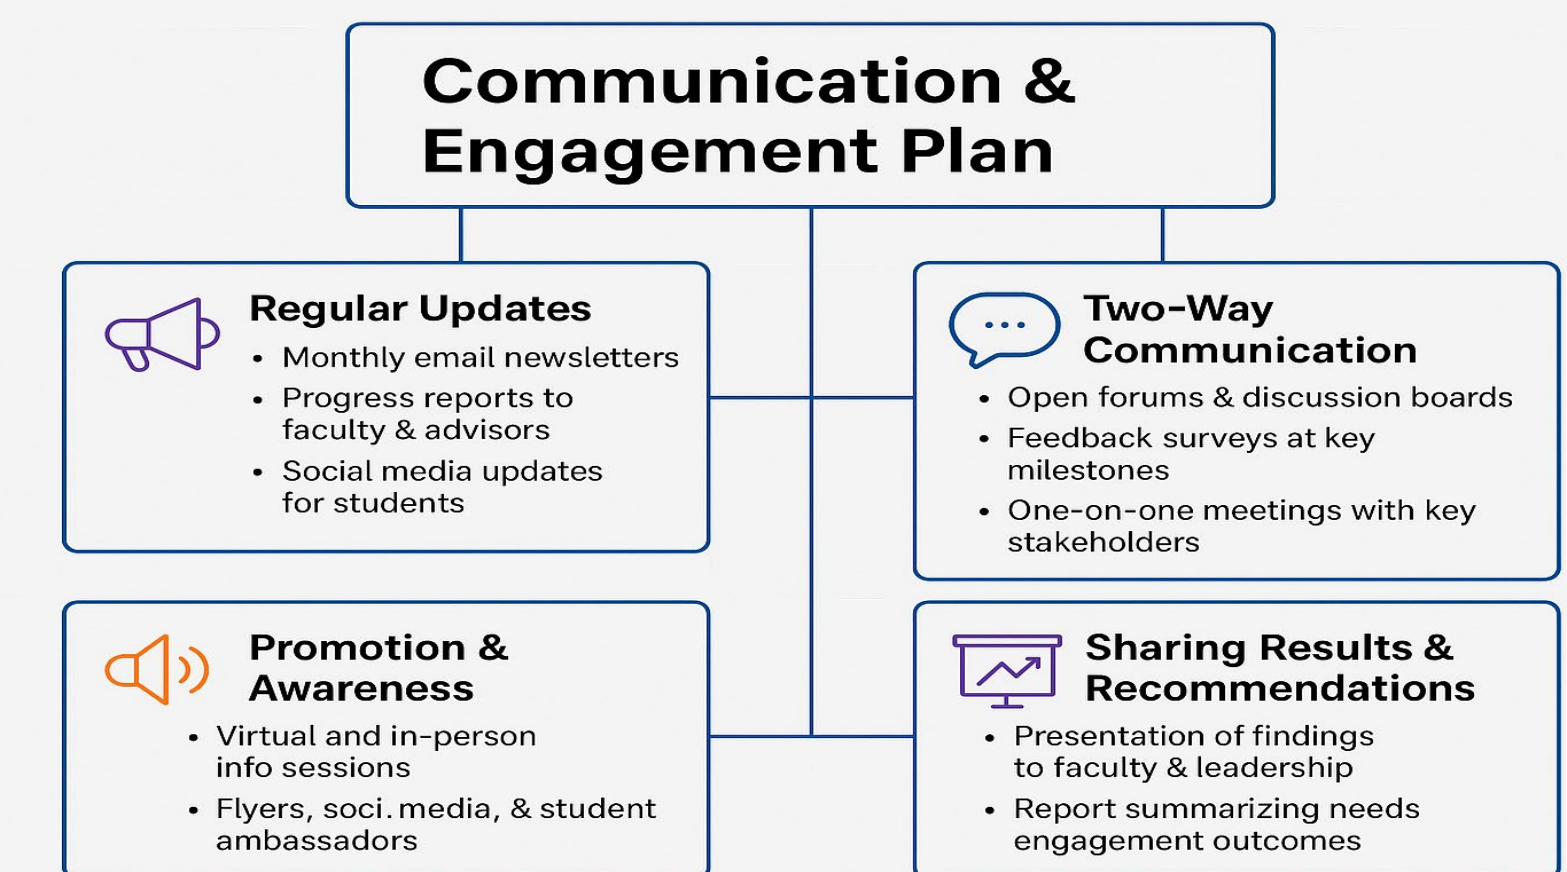 Communication &
Engagement Plan
Regular Updates
• Monthly email newsletters
• Progress reports to
faculty & advisors
• Social media updates
for students
Two-Way
Communication
• Open forums & discussion boards
• Feedback surveys at key
milestones
• One-on-one meetings with key
stakeholders
Promotion &
Awareness
• Virtual and in-person
info sessions
• Flyers, soci. media, & student
ambassadors
Sharing Results &
Recommendations
• Presentation of findings
to faculty & leadership
• Report summarizing needs
engagement outcomes